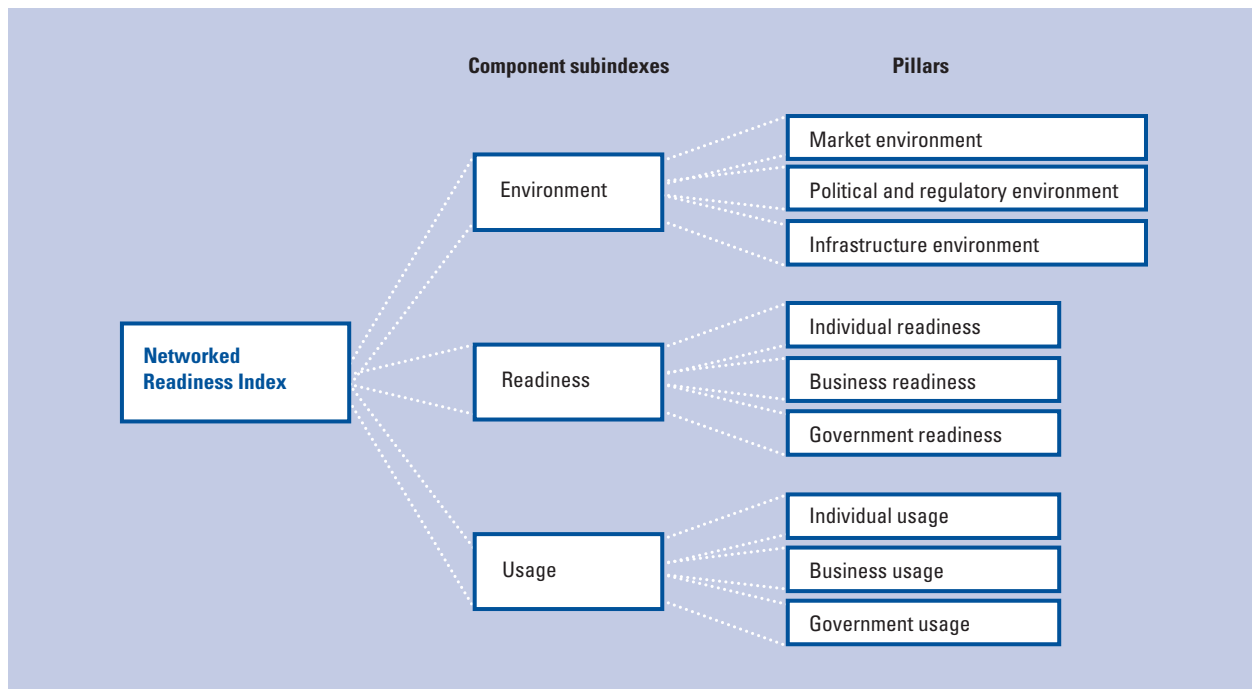 Component subindexes
Pillars
Networked
Readiness Index
Environment
Market environment
Political and regulatory environment
Infrastructure environment
Readiness
Individual readiness
Business readiness
Government readiness
Usage
Individual usage
Business usage
Government usage